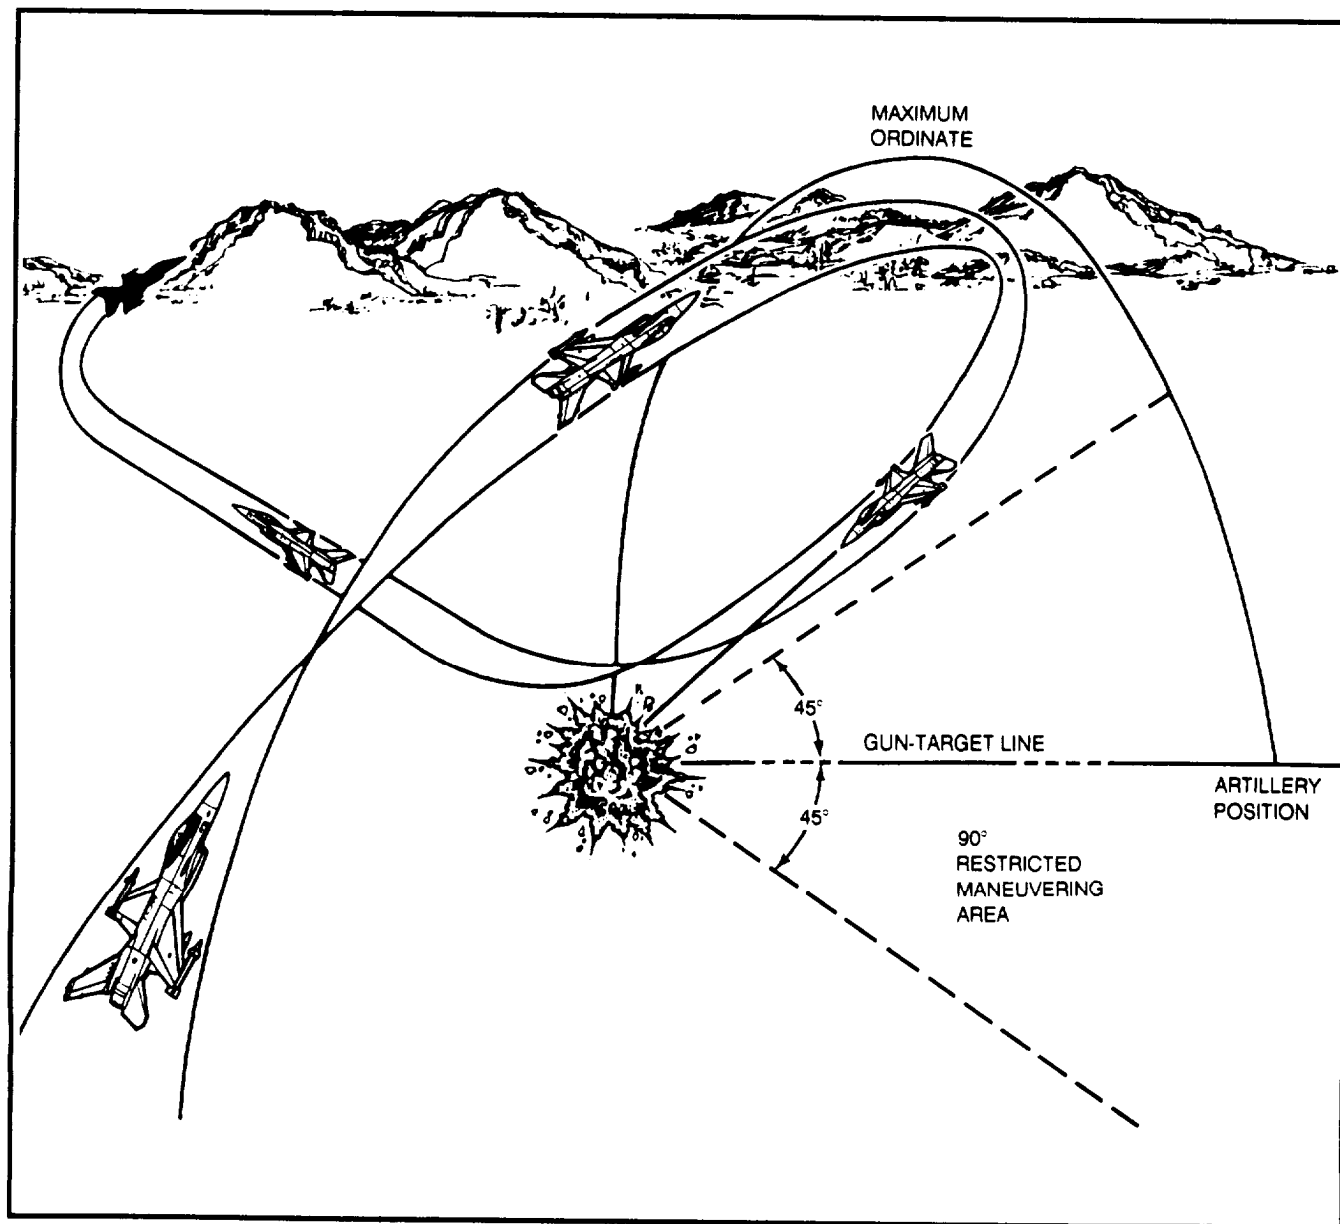 MAXIMUM
ORDINATE
45°
GUN-TARGET LINE
45°
ARTILLERY
POSITION
90°
RESTRICTED
MANEUVERING
AREA